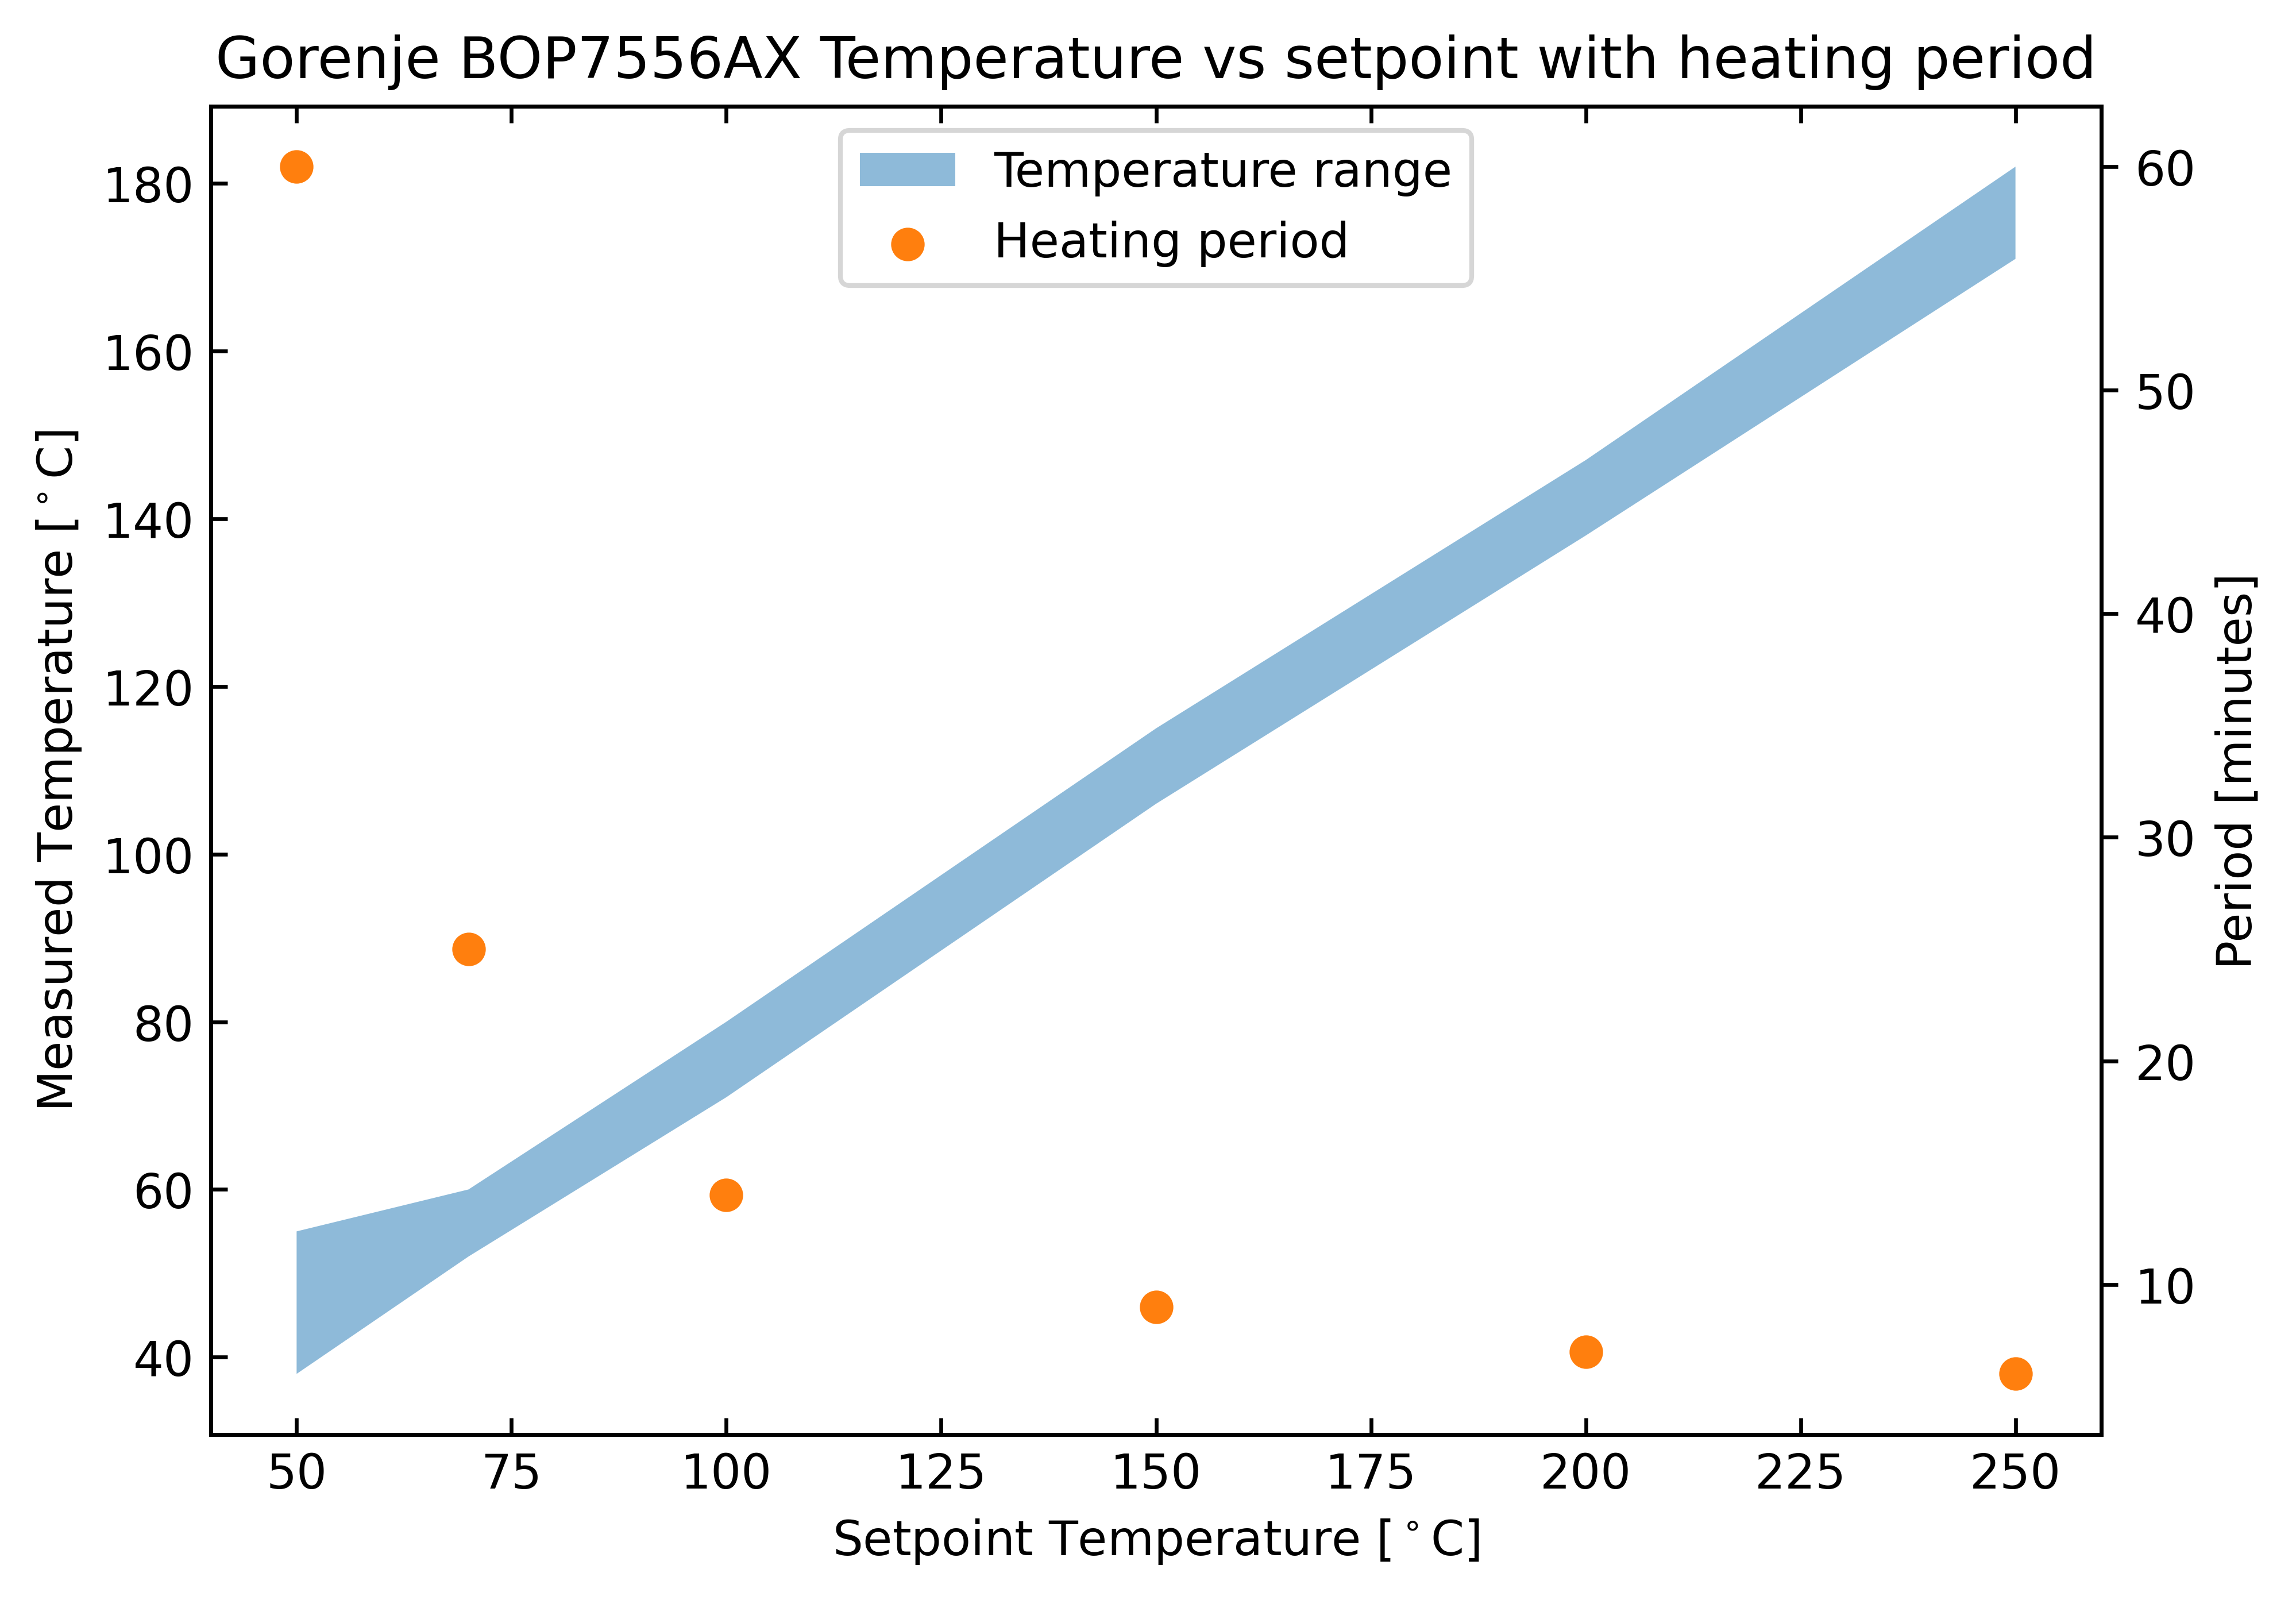 Gorenje BOP7556AX Temperature vs setpoint with heating period
Temperature range
Heating period
Measured Temperature [°C]
180
160
140
120
100
80
60
40
60
50
40
30
20
10
Period [minutes]
50 75 100 125 150 175 200 225 250
Setpoint Temperature [°C]